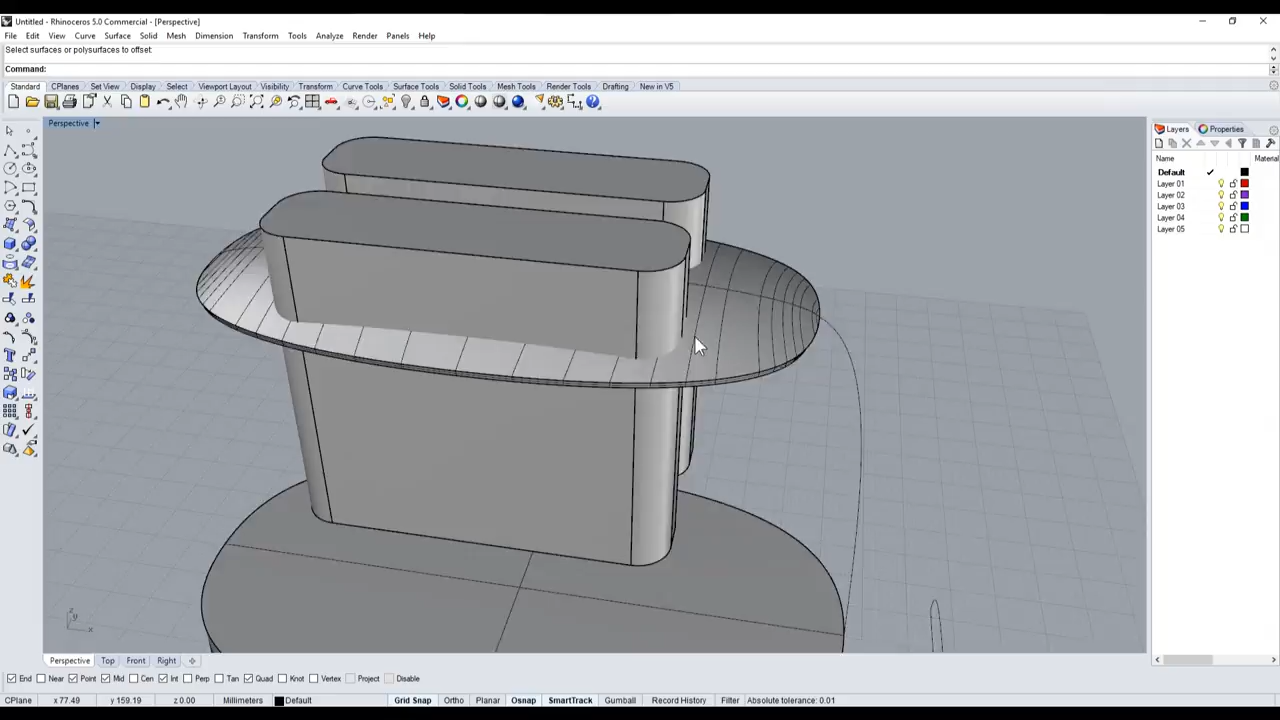 Untitled - Rhinoceros 5.0 Commercial - [Perspective]
File Edit View Curve Surface Solid Mesh Dimension Transform Tools Analyze Render Panels Help
Select surfaces or polysurfaces to offset:
Command:
Standard CPlanes Set View Display Select Viewport Layout Visibility Transform Curve Tools Surface Tools Solid Tools Mesh Tools Render Tools Drafting New in V5
Perspective
Layers Properties
Name Material
Default
Layer 01
Layer 02
Layer 03
Layer 04
Layer 05
z
y
x
Perspective Top Front Right
End Near Point Mid Cen Int Perp Tan Quad Knot Vertex Project Disable
CPlane x 77.49 y 159.19 z 0.00 Millimeters Default Grid Snap Ortho Planar Osnap SmartTrack Gumball Record History Filter Absolute tolerance: 0.01